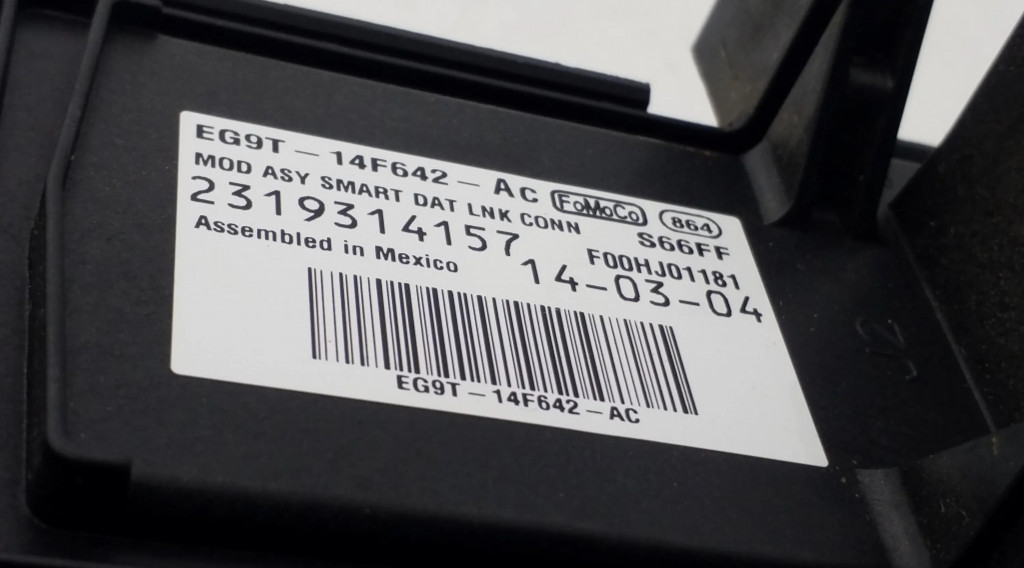 EG9T-14F642-AC FoMoCo 864
MOD ASY SMART DAT LNK CONN S66FF
2319314157 F00HJ01181
Assembled in Mexico 14-03-04
EG9T-14F642-AC
J2